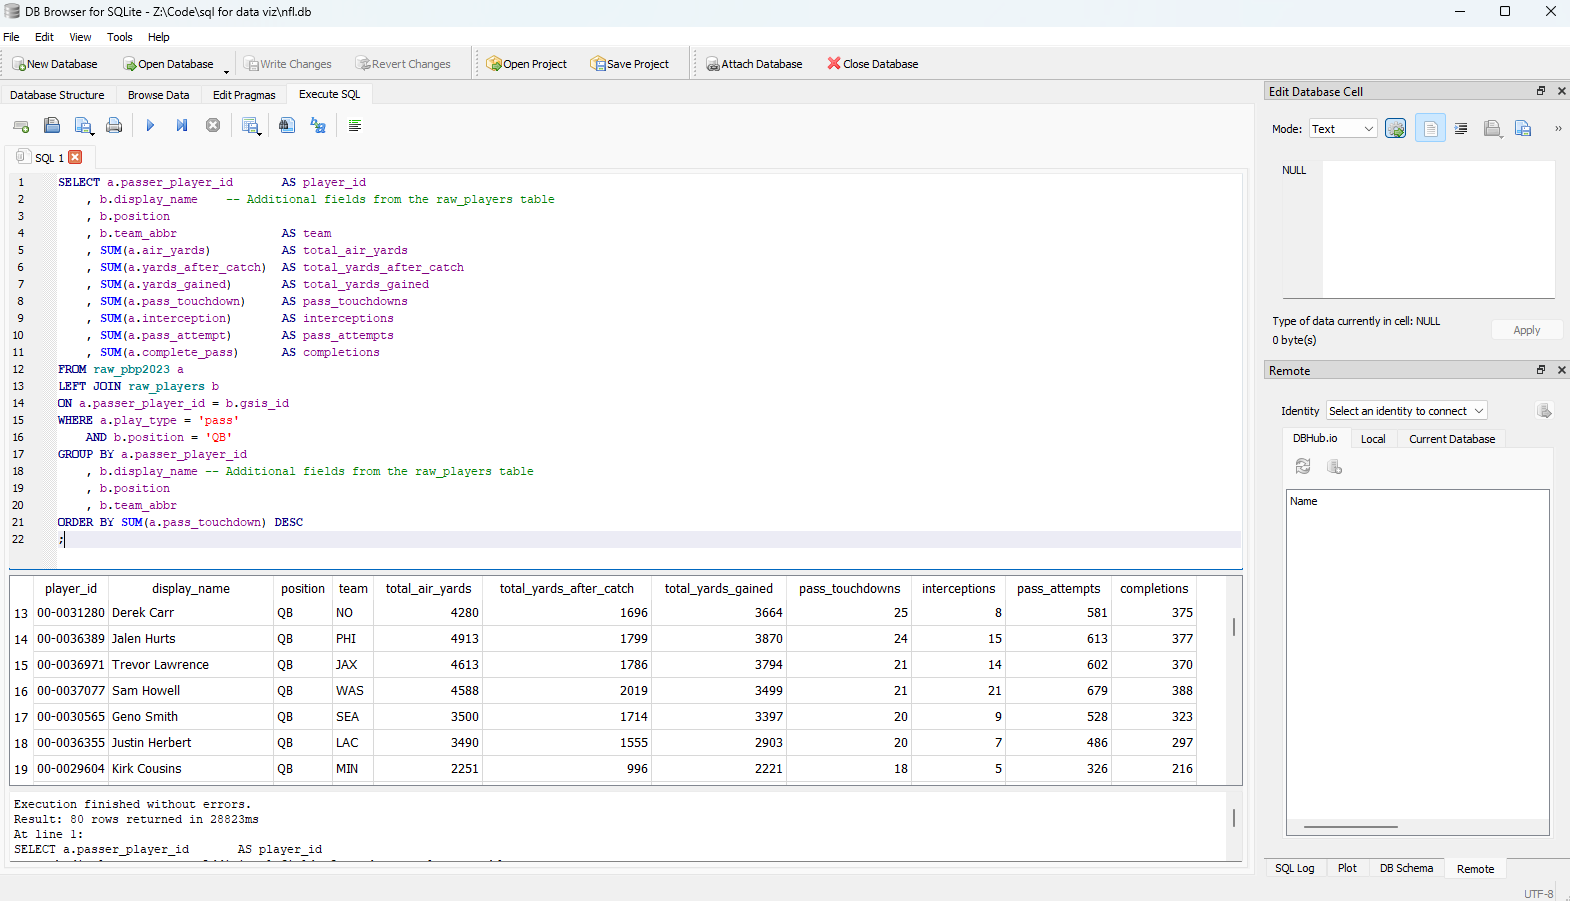 DB Browser for SQLite - Z:\Code\sql for data viz\nfl.db
File Edit View Tools Help
New Database Open Database Write Changes Revert Changes Open Project Save Project Attach Database Close Database
Database Structure Browse Data Edit Pragmas Execute SQL
SQL 1
1 SELECT a.passer_player_id AS player_id
2 , b.display_name -- Additional fields from the raw_players table
3 , b.position
4 , b.team_abbr AS team
5 , SUM(a.air_yards) AS total_air_yards
6 , SUM(a.yards_after_catch) AS total_yards_after_catch
7 , SUM(a.yards_gained) AS total_yards_gained
8 , SUM(a.pass_touchdown) AS pass_touchdowns
9 , SUM(a.interception) AS interceptions
10 , SUM(a.pass_attempt) AS pass_attempts
11 , SUM(a.complete_pass) AS completions
12 FROM raw_pbp2023 a
13 LEFT JOIN raw_players b
14 ON a.passer_player_id = b.gsis_id
15 WHERE a.play_type = 'pass'
16 AND b.position = 'QB'
17 GROUP BY a.passer_player_id
18 , b.display_name -- Additional fields from the raw_players table
19 , b.position
20 , b.team_abbr
21 ORDER BY SUM(a.pass_touchdown) DESC
22 ;
player_id display_name position team total_air_yards total_yards_after_catch total_yards_gained pass_touchdowns interceptions pass_attempts completions
13 00-0031280 Derek Carr QB NO 4280 1696 3664 25 8 581 375
14 00-0036389 Jalen Hurts QB PHI 4913 1799 3870 24 15 613 377
15 00-0036971 Trevor Lawrence QB JAX 4613 1786 3794 21 14 602 370
16 00-0037077 Sam Howell QB WAS 4588 2019 3499 21 21 679 388
17 00-0030565 Geno Smith QB SEA 3500 1714 3397 20 9 528 323
18 00-0036355 Justin Herbert QB LAC 3490 1555 2903 20 7 486 297
19 00-0029604 Kirk Cousins QB MIN 2251 996 2221 18 5 326 216
Execution finished without errors.
Result: 80 rows returned in 28823ms
At line 1:
SELECT a.passer_player_id AS player_id
Edit Database Cell
Mode: Text
NULL
Type of data currently in cell: NULL
0 byte(s)
Apply
Remote
Identity Select an identity to connect
DBHub.io Local Current Database
Name
SQL Log Plot DB Schema Remote
UTF-8